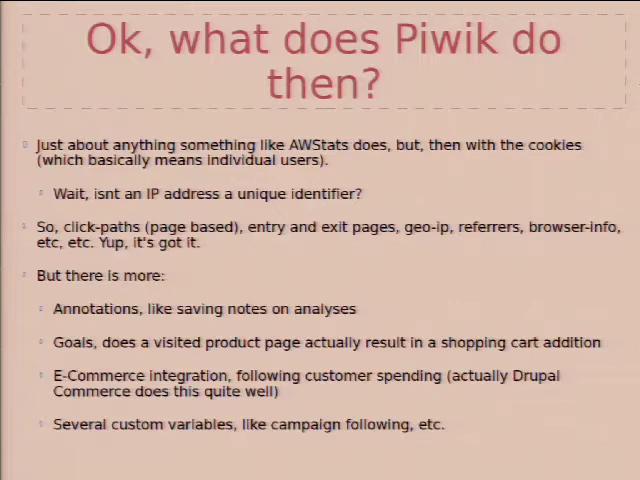 Ok, what does Piwik do
then?
Just about anything something like AWStats does, but, then with the cookies
(which basically means individual users).
Wait, isnt an IP address a unique identifier?
So, click-paths (page based), entry and exit pages, geo-ip, referrers, browser-info,
etc, etc. Yup, it's got it.
But there is more:
Annotations, like saving notes on analyses
Goals, does a visited product page actually result in a shopping cart addition
E-Commerce integration, following customer spending (actually Drupal
Commerce does this quite well)
Several custom variables, like campaign following, etc.